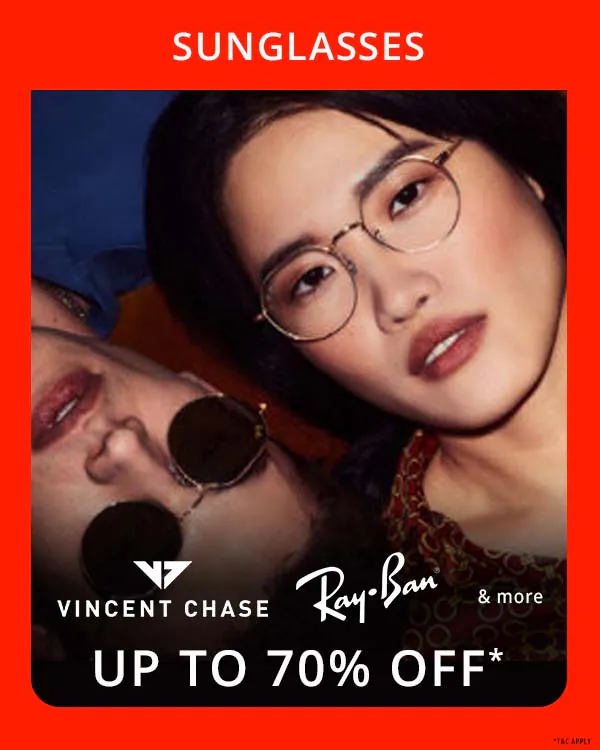 SUNGLASSES
VINCENT CHASE
Ray-Ban®
& more
UP TO 70% OFF*
*T&C APPLY